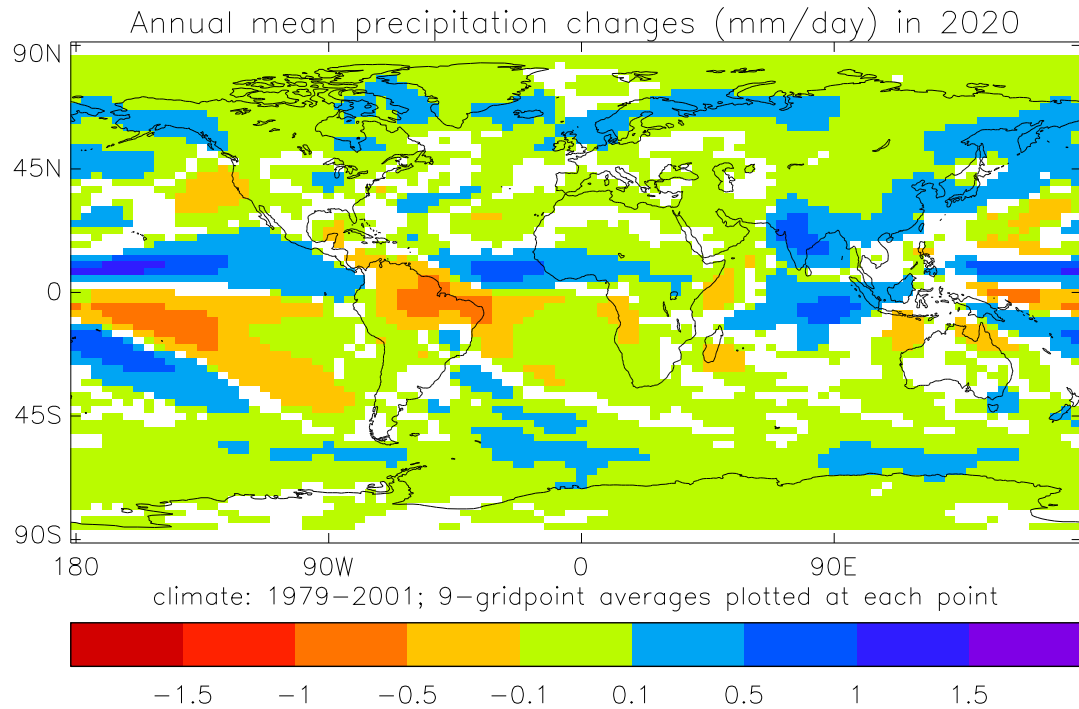 Annual mean precipitation changes (mm/day) in 2020
90N
45N
0
45S
90S
180 90W 0 90E
climate: 1979−2001; 9−gridpoint averages plotted at each point
−1.5 −1 −0.5 −0.1 0.1 0.5 1 1.5